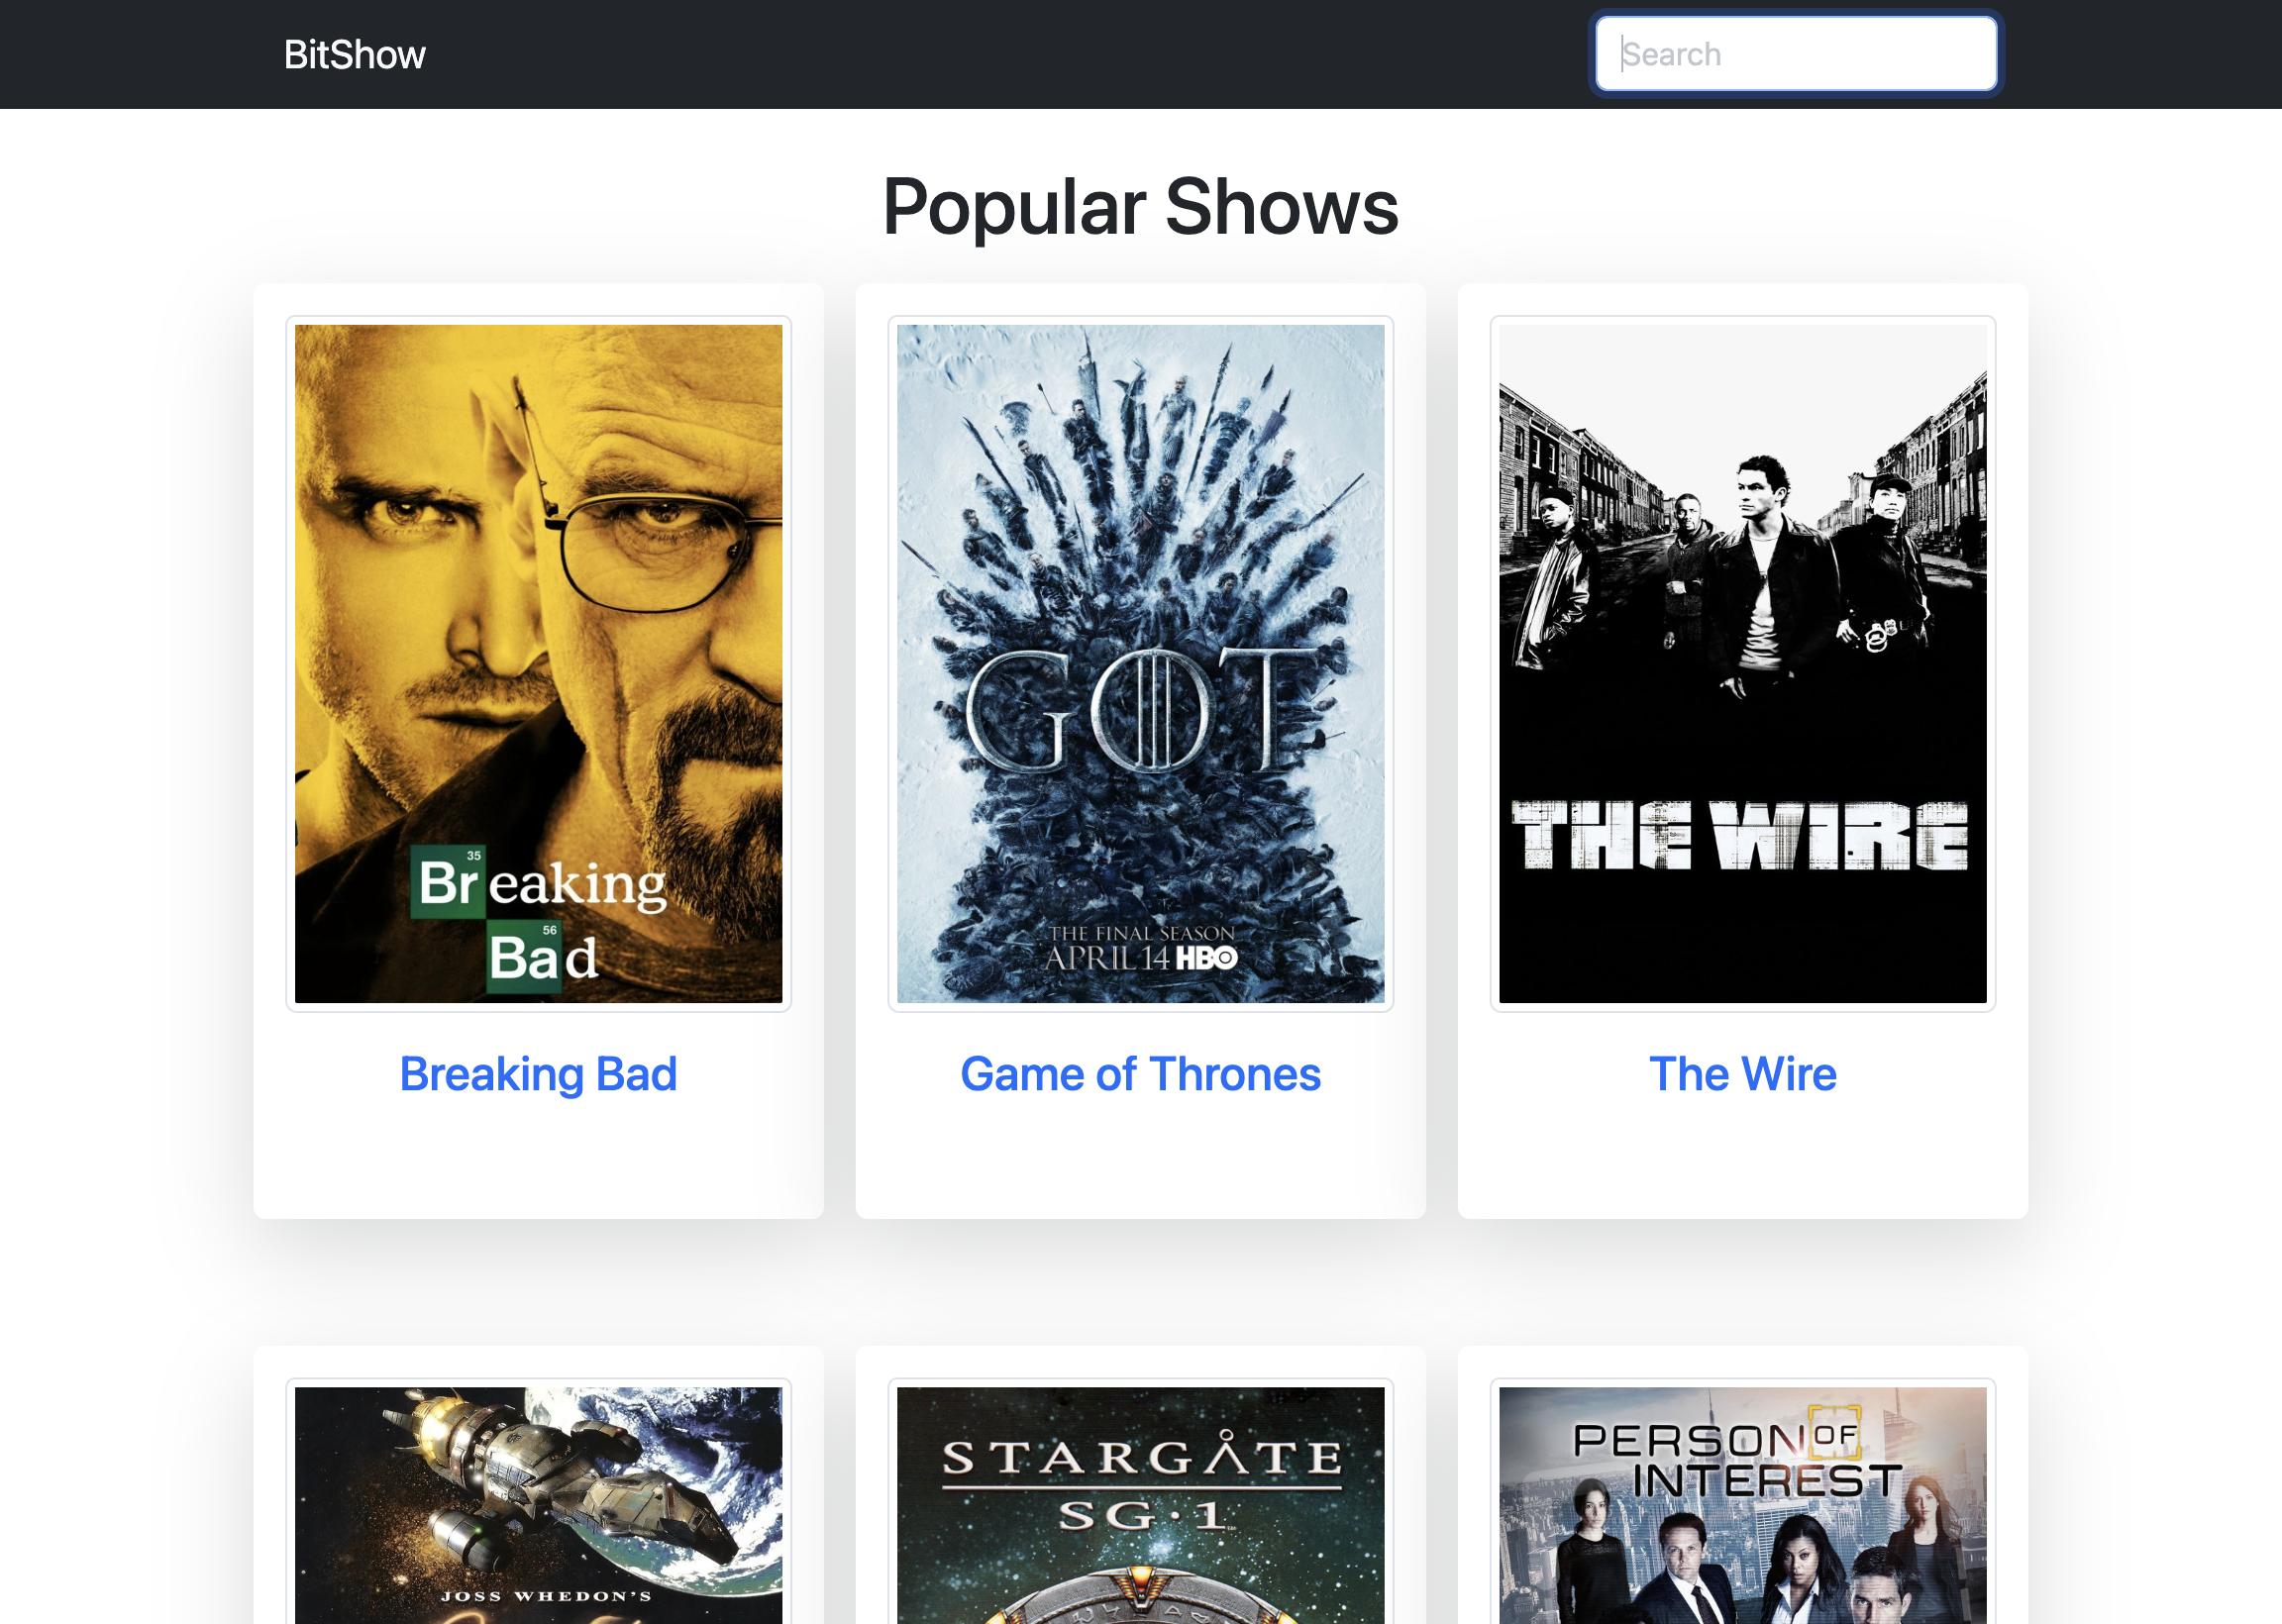 BitShow
Search
Popular Shows
35
Breaking
56
Bad
GOT
THE FINAL SEASON
APRIL 14 HBO
THE WIRE
Breaking Bad
Game of Thrones
The Wire
JOSS WHEDON'S
STARGATE
SG·1
PERSON OF
INTEREST